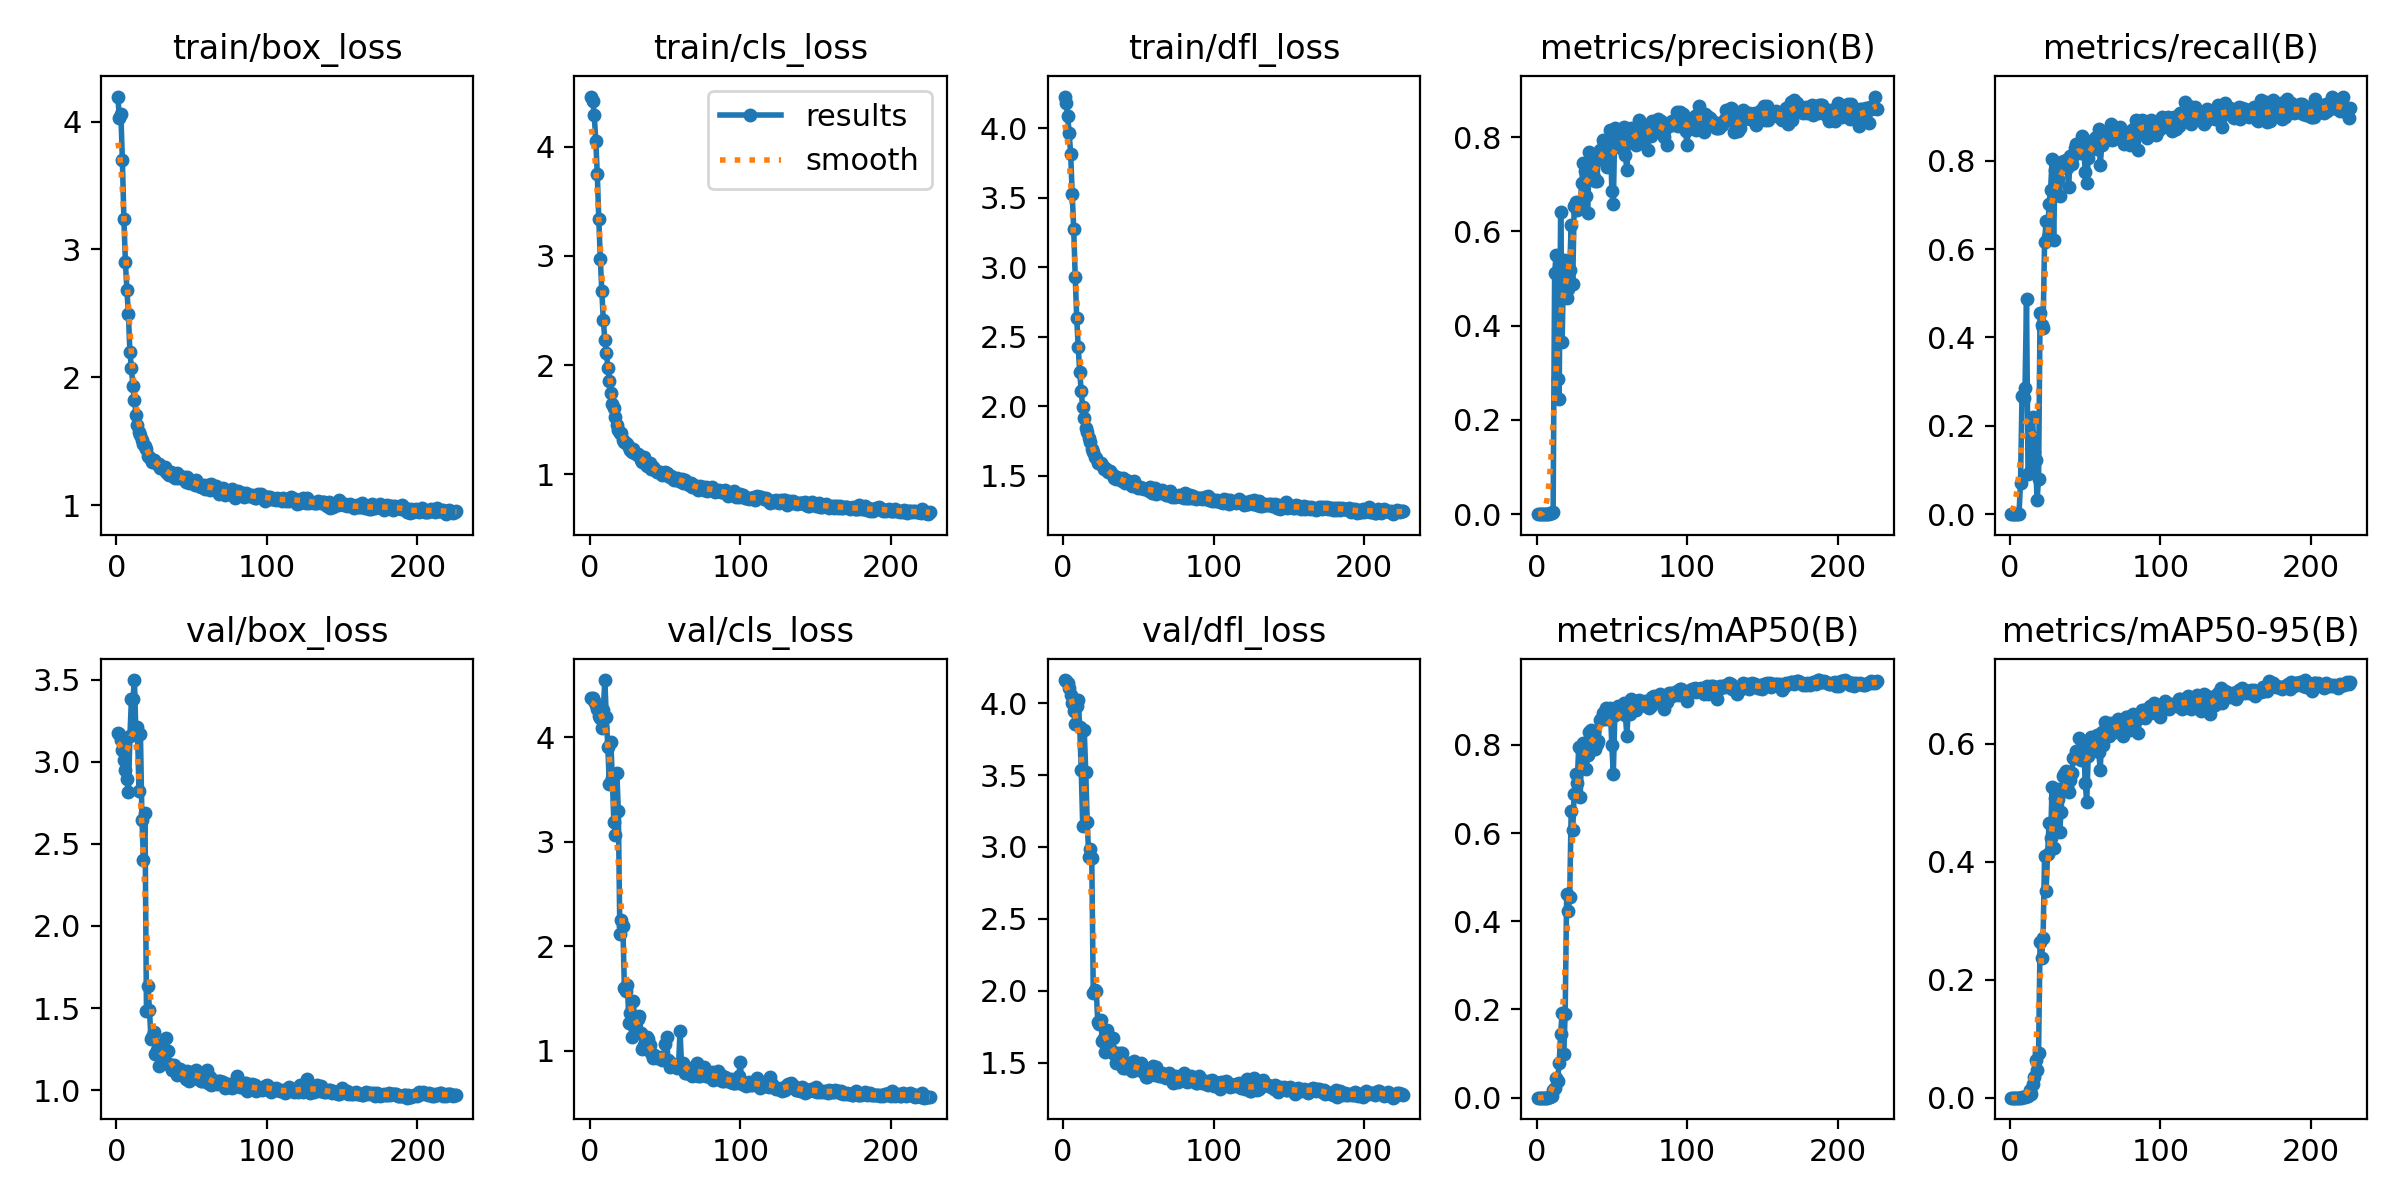 train/box_loss
4
3
2
1
0 100 200
train/cls_loss
results
smooth
4
3
2
1
0 100 200
train/dfl_loss
4.0
3.5
3.0
2.5
2.0
1.5
0 100 200
metrics/precision(B)
0.8
0.6
0.4
0.2
0.0
0 100 200
metrics/recall(B)
0.8
0.6
0.4
0.2
0.0
0 100 200
val/box_loss
3.5
3.0
2.5
2.0
1.5
1.0
0 100 200
val/cls_loss
4
3
2
1
0 100 200
val/dfl_loss
4.0
3.5
3.0
2.5
2.0
1.5
0 100 200
metrics/mAP50(B)
0.8
0.6
0.4
0.2
0.0
0 100 200
metrics/mAP50-95(B)
0.6
0.4
0.2
0.0
0 100 200